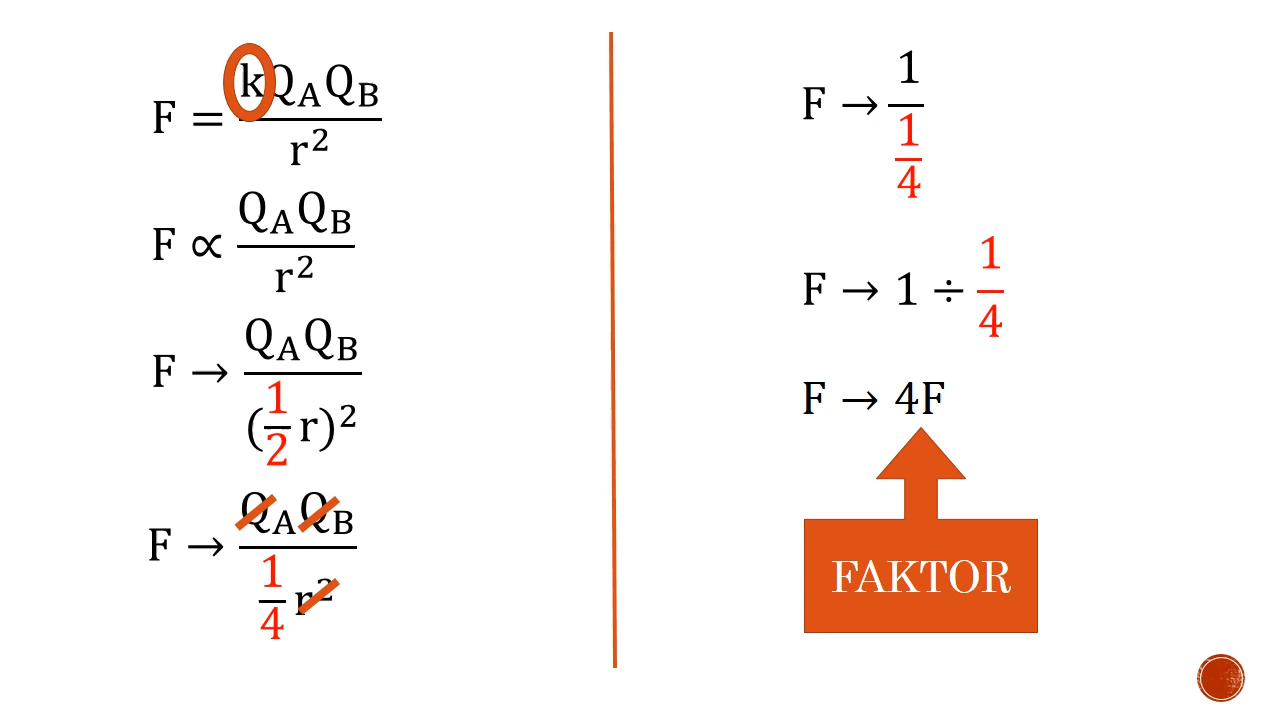 F = kQ_AQ_B / r²
F ∝ Q_AQ_B / r²
F → Q_AQ_B / (1/2 r)²
F → Q_AQ_B / 1/4 r²
F → 1 / 1/4
F → 1 ÷ 1/4
F → 4F
FAKTOR